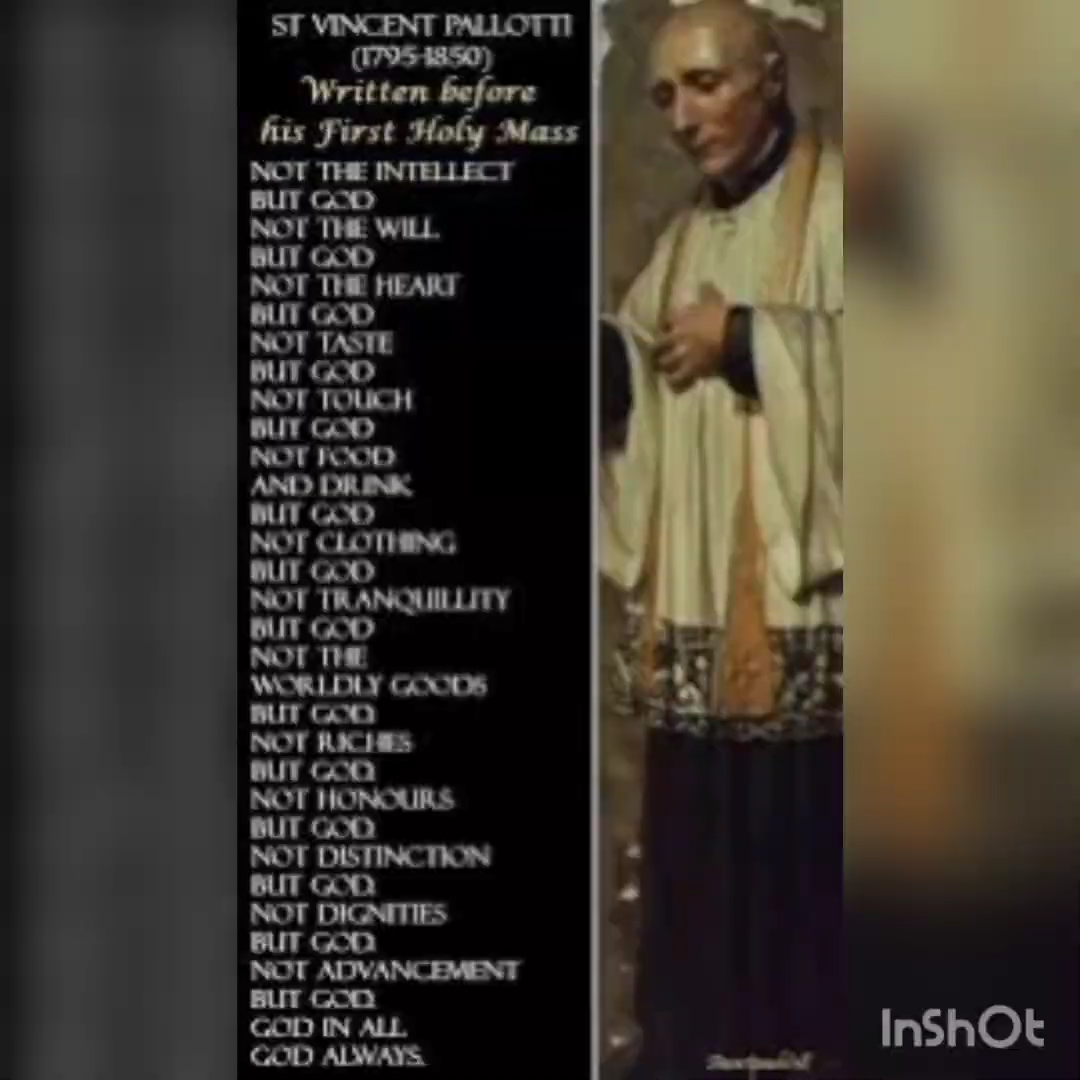 ST VINCENT PALLOTTI
(1795-1850)
Written before
his First Holy Mass
NOT THE INTELLECT
BUT GOD
NOT THE WILL
BUT GOD
NOT THE HEART
BUT GOD
NOT TASTE
BUT GOD
NOT TOUCH
BUT GOD
NOT FOOD
AND DRINK
BUT GOD
NOT CLOTHING
BUT GOD
NOT TRANQUILLITY
BUT GOD
NOT THE
WORLDLY GOODS
BUT GOD.
NOT RICHES
BUT GOD.
NOT HONOURS
BUT GOD.
NOT DISTINCTION
BUT GOD.
NOT DIGNITIES
BUT GOD.
NOT ADVANCEMENT
BUT GOD.
GOD IN ALL
GOD ALWAYS.
InShOt